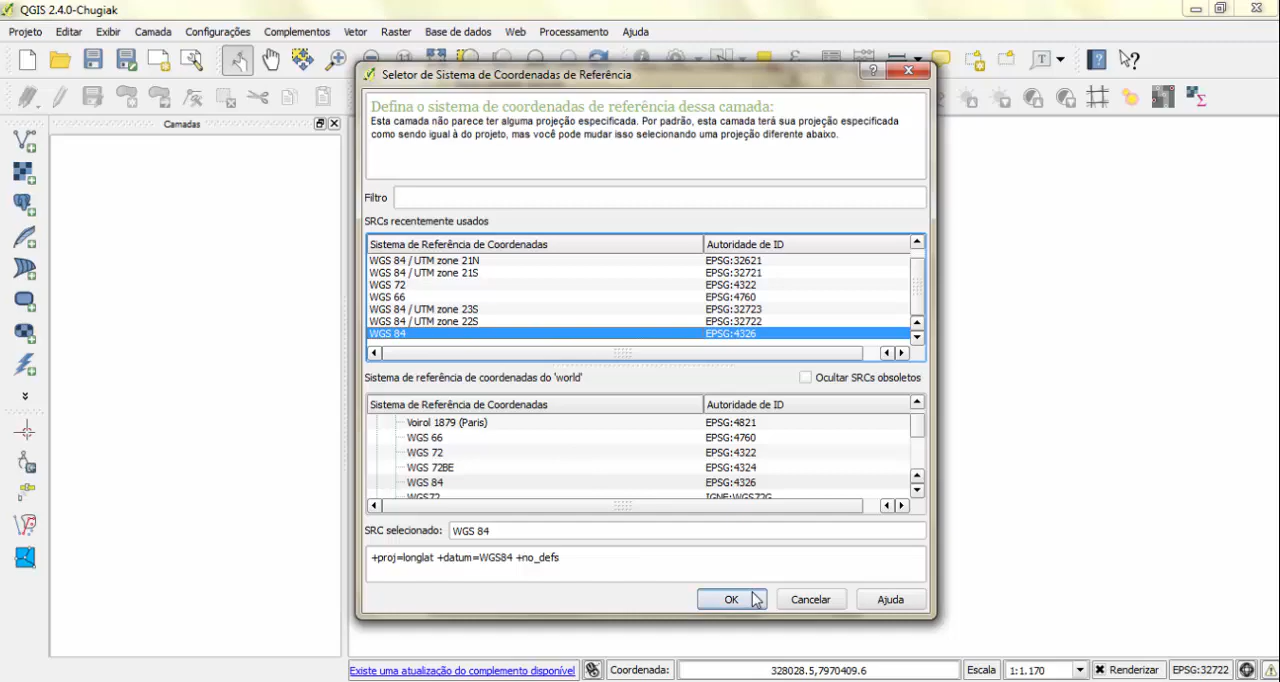 QGIS 2.4.0-Chugiak
Projeto Editar Exibir Camada Configurações Complementos Vetor Raster Base de dados Web Processamento Ajuda
Seletor de Sistema de Coordenadas de Referência
Camadas
Defina o sistema de coordenadas de referência dessa camada:
Esta camada não parece ter alguma projeção especificada. Por padrão, esta camada terá sua projeção especificada
como sendo igual à do projeto, mas você pode mudar isso selecionando uma projeção diferente abaixo.
Filtro
SRCs recentemente usados
Sistema de Referência de Coordenadas Autoridade de ID
WGS 84 / UTM zone 21N EPSG:32621
WGS 84 / UTM zone 21S EPSG:32721
WGS 72 EPSG:4322
WGS 66 EPSG:4760
WGS 84 / UTM zone 23S EPSG:32723
WGS 84 / UTM zone 22S EPSG:32722
WGS 84 EPSG:4326
Sistema de referência de coordenadas do 'world' Ocultar SRCs obsoletos
Sistema de Referência de Coordenadas Autoridade de ID
Voirol 1879 (Paris) EPSG:4821
WGS 66 EPSG:4760
WGS 72 EPSG:4322
WGS 72BE EPSG:4324
WGS 84 EPSG:4326
WGS72 IGNF:WGS72G
SRC selecionado: WGS 84
+proj=longlat +datum=WGS84 +no_defs
OK Cancelar Ajuda
Existe uma atualização do complemento disponível Coordenada: 328028.5,7970409.6 Escala 1:1.170 Renderizar EPSG:32722